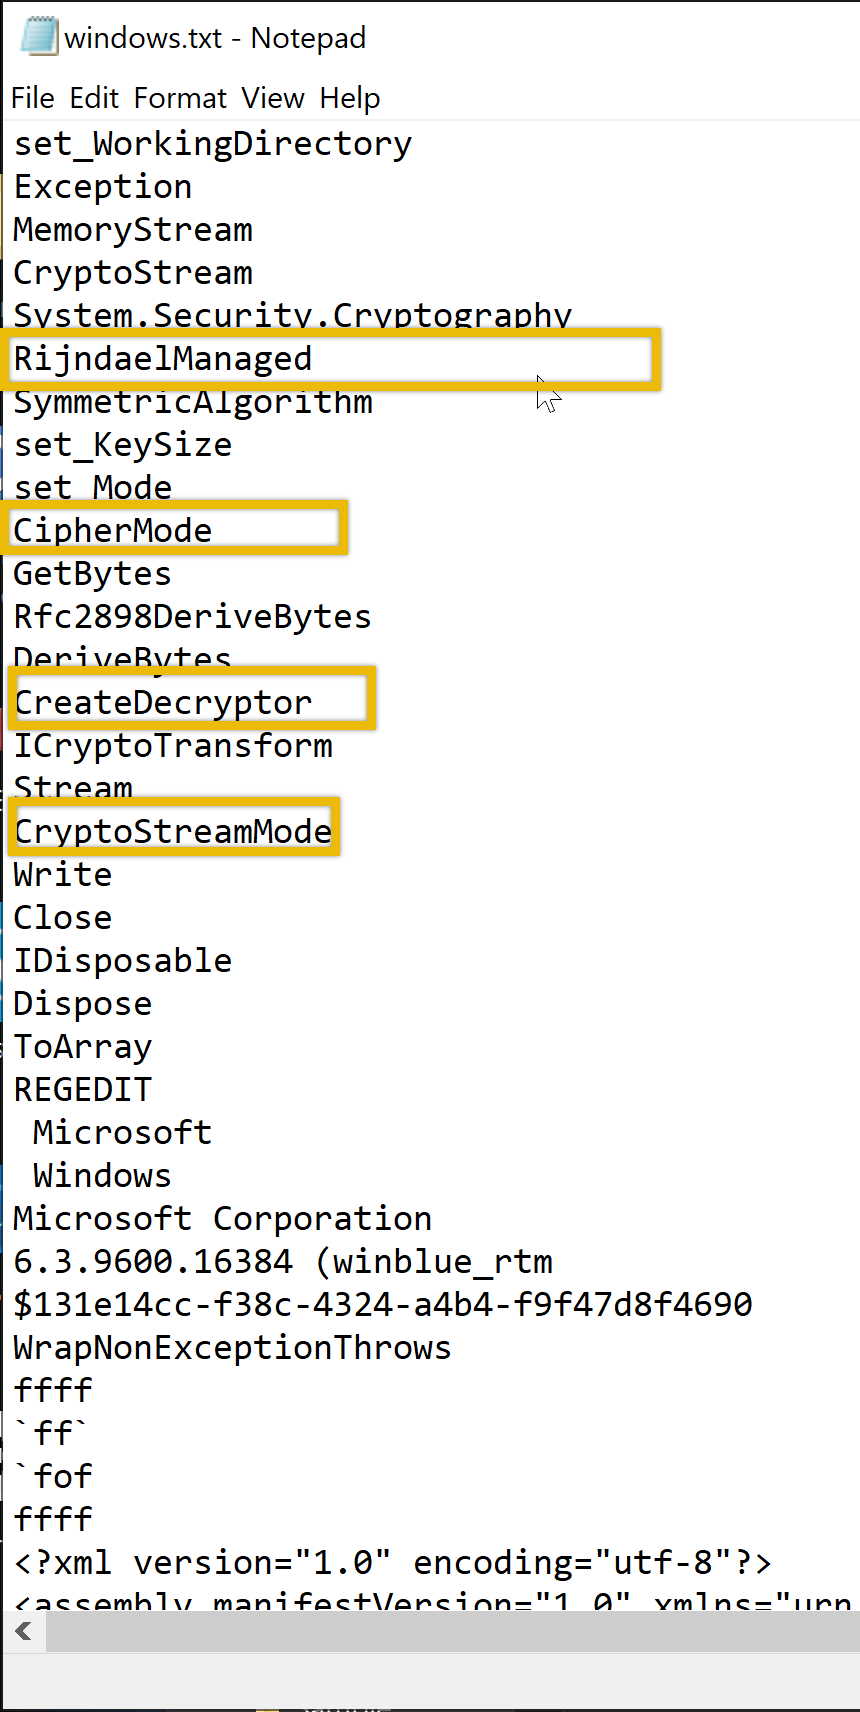 windows.txt - Notepad
File Edit Format View Help
set_WorkingDirectory
Exception
MemoryStream
CryptoStream
System.Security.Cryptography
RijndaelManaged
SymmetricAlgorithm
set_KeySize
set_Mode
CipherMode
GetBytes
Rfc2898DeriveBytes
DeriveBytes
CreateDecryptor
ICryptoTransform
Stream
CryptoStreamMode
Write
Close
IDisposable
Dispose
ToArray
REGEDIT
 Microsoft
 Windows
Microsoft Corporation
6.3.9600.16384 (winblue_rtm
$131e14cc-f38c-4324-a4b4-f9f47d8f4690
WrapNonExceptionThrows
ffff
`ff`
`fof
ffff
<?xml version="1.0" encoding="utf-8"?>
<assembly manifestVersion="1.0" xmlns="urn